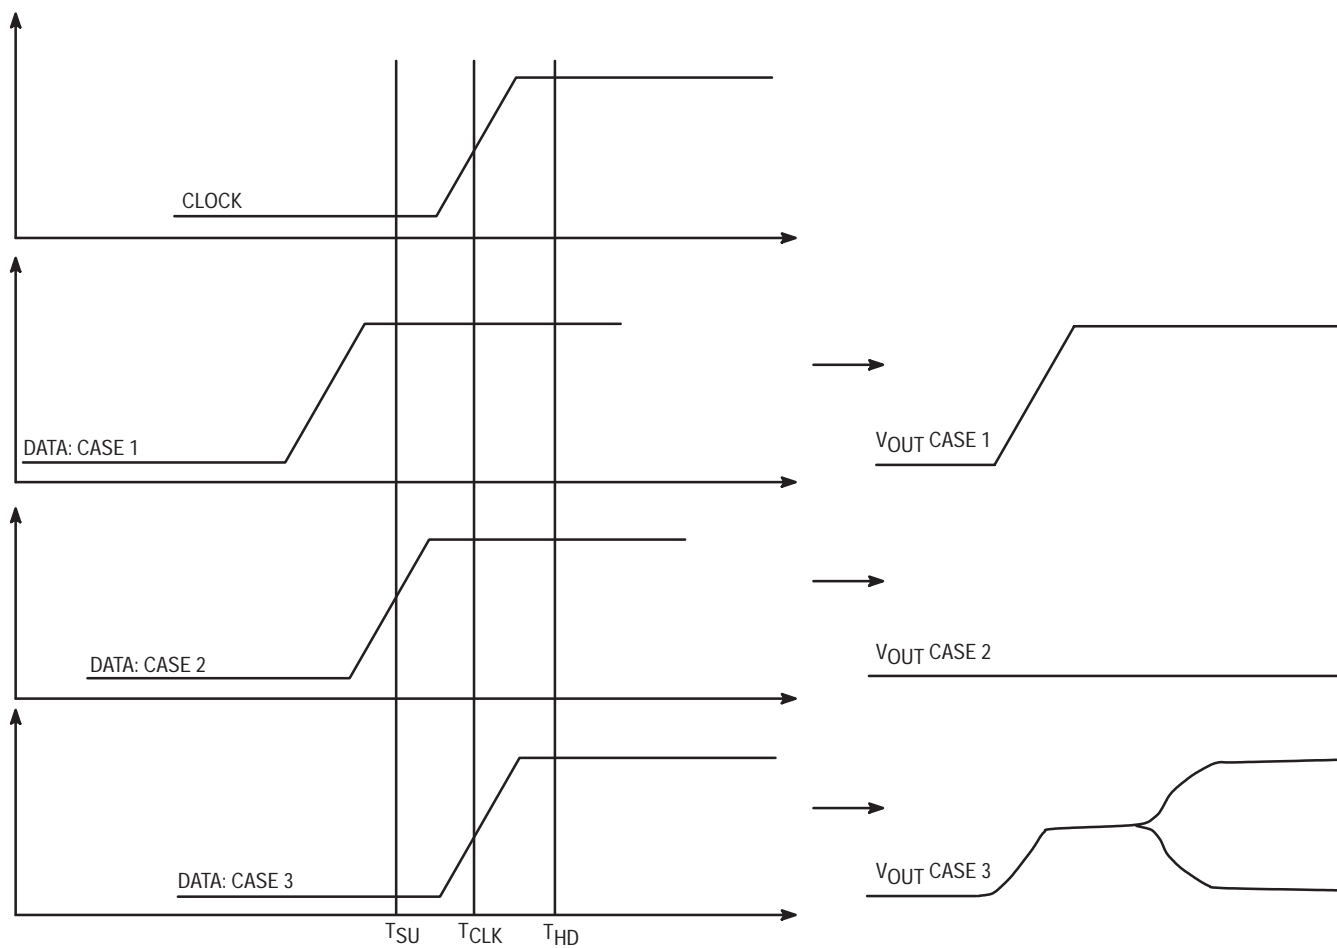 CLOCK
DATA: CASE 1
VOUT CASE 1
DATA: CASE 2
VOUT CASE 2
DATA: CASE 3
VOUT CASE 3
TSU
TCLK
THD